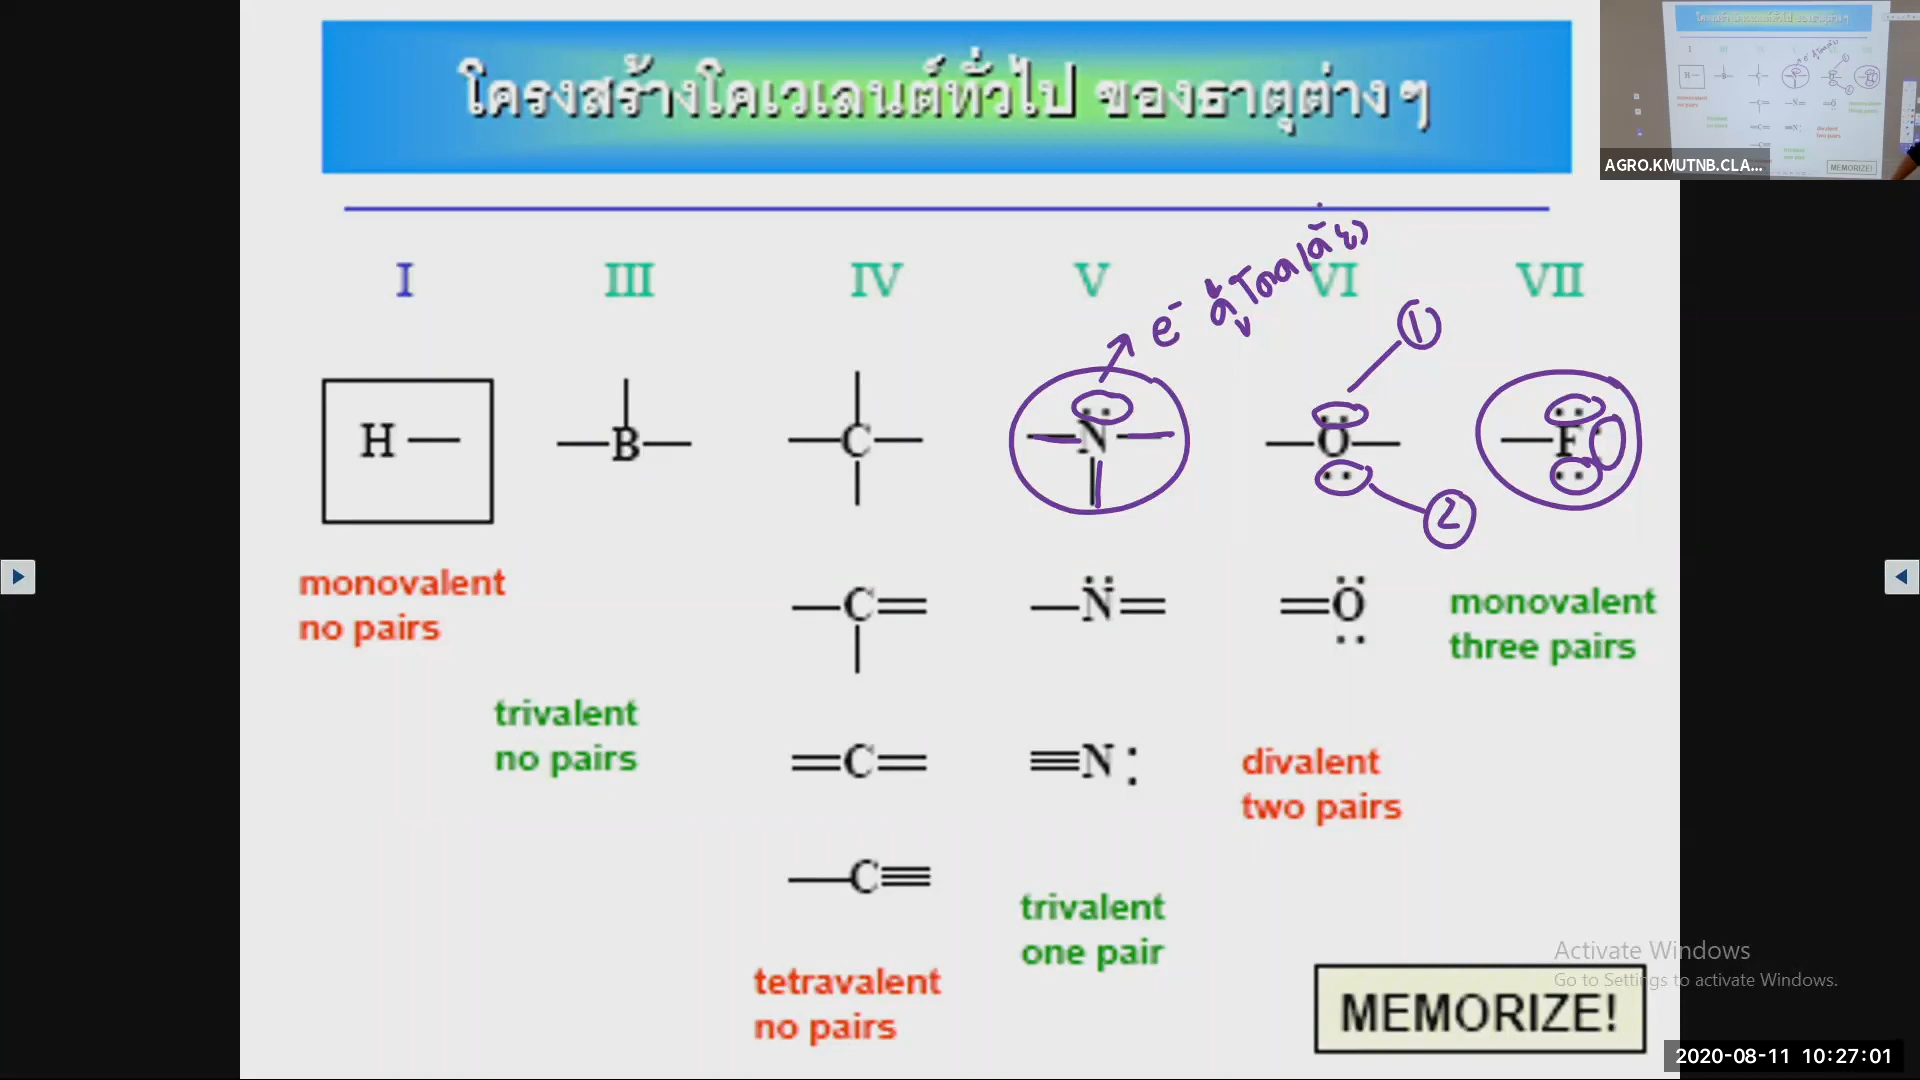 โครงสร้างโคเวเลนต์ทั่วไป ของธาตุต่างๆ
AGRO.KMUTNB.CLA...
I III IV V VI VII
e⁻ คู่โดดเดี่ยว
①
H B C N O F
②
monovalent
no pairs
C N O
monovalent
three pairs
trivalent
no pairs
C N
divalent
two pairs
C
trivalent
one pair
tetravalent
no pairs
Activate Windows
Go to Settings to activate Windows.
MEMORIZE!
2020-08-11 10:27:01